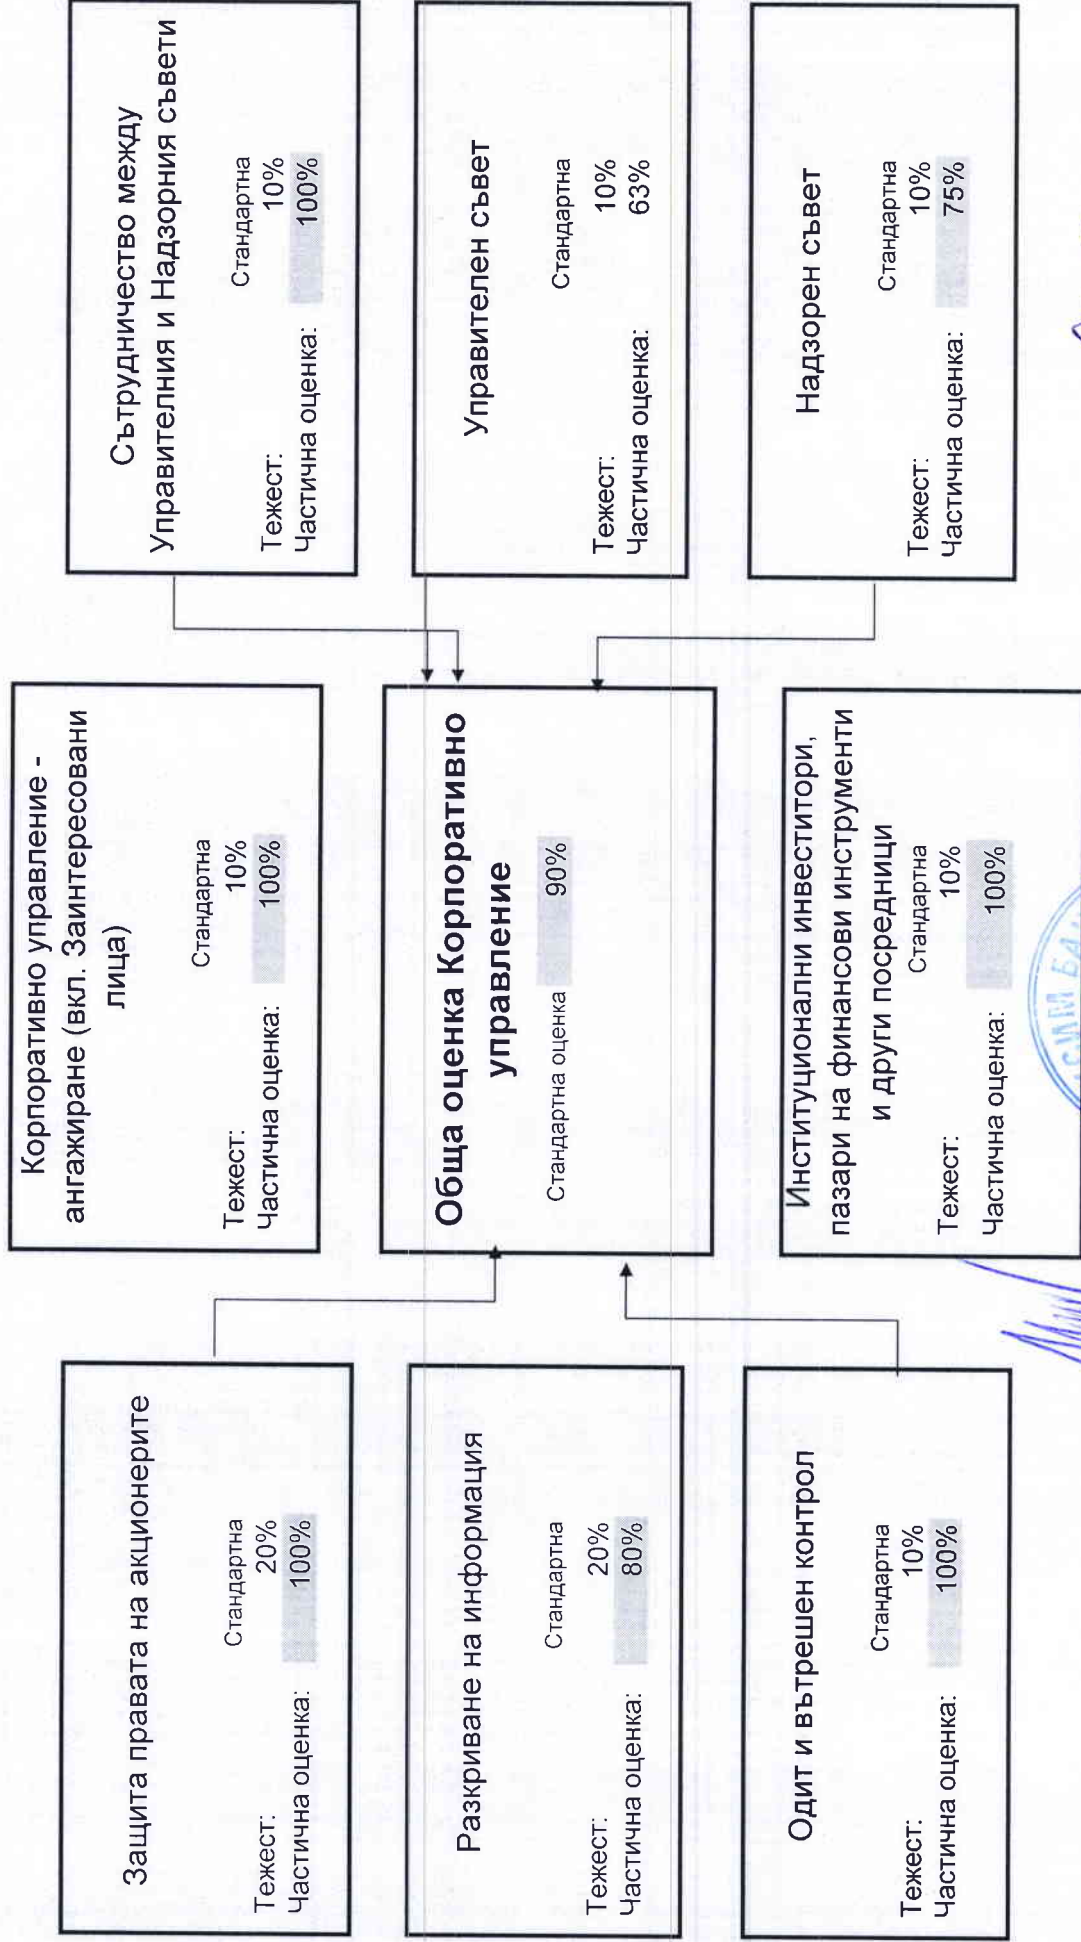 Защита правата на акционерите
Стандартна
Тежест: 20%
Частична оценка: 100%
Корпоративно управление -
ангажиране (вкл. Заинтересовани
лица)
Стандартна
Тежест: 10%
Частична оценка: 100%
Сътрудничество между
Управителния и Надзорния съвети
Стандартна
Тежест: 10%
Частична оценка: 100%
Разкриване на информация
Стандартна
Тежест: 20%
Частична оценка: 80%
Обща оценка Корпоративно
управление
Стандартна оценка 90%
Управителен съвет
Стандартна
Тежест: 10%
Частична оценка: 63%
Одит и вътрешен контрол
Стандартна
Тежест: 10%
Частична оценка: 100%
Институционални инвеститори,
пазари на финансови инструменти
и други посредници
Стандартна
Тежест: 10%
Частична оценка: 100%
Надзорен съвет
Стандартна
Тежест: 10%
Частична оценка: 75%